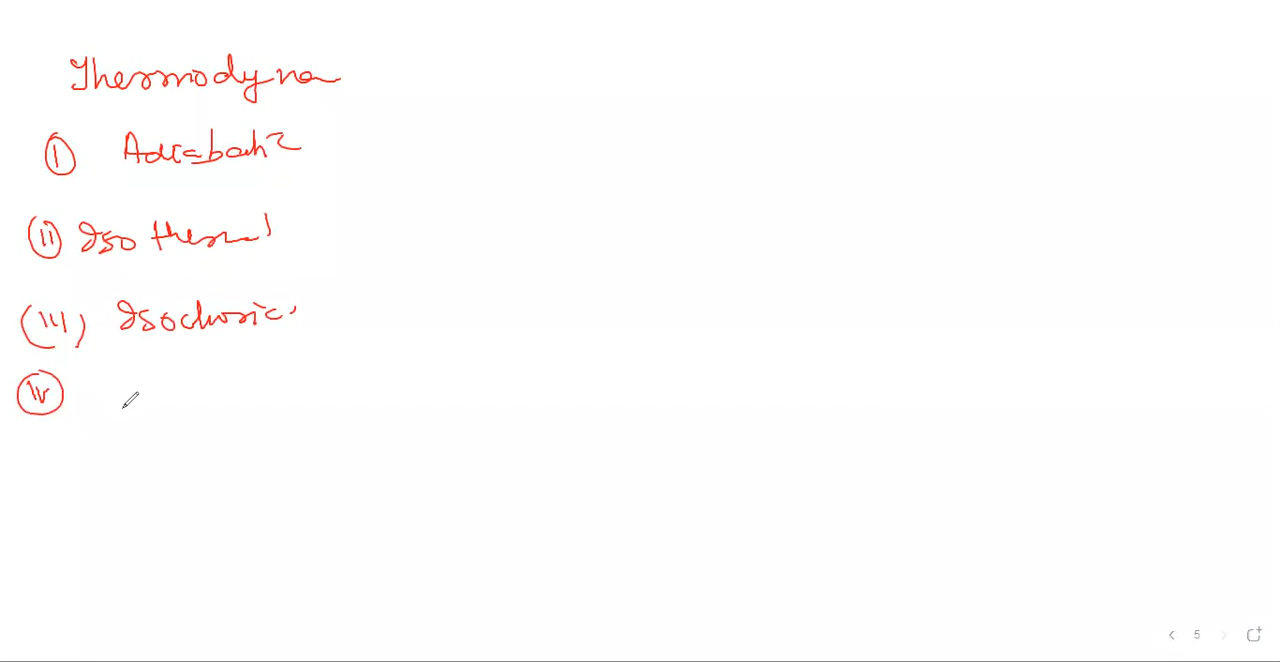 Thermodyna
(i) Adiabatic
(ii) Isothermal
(iii) Isochoric
(iv)
5